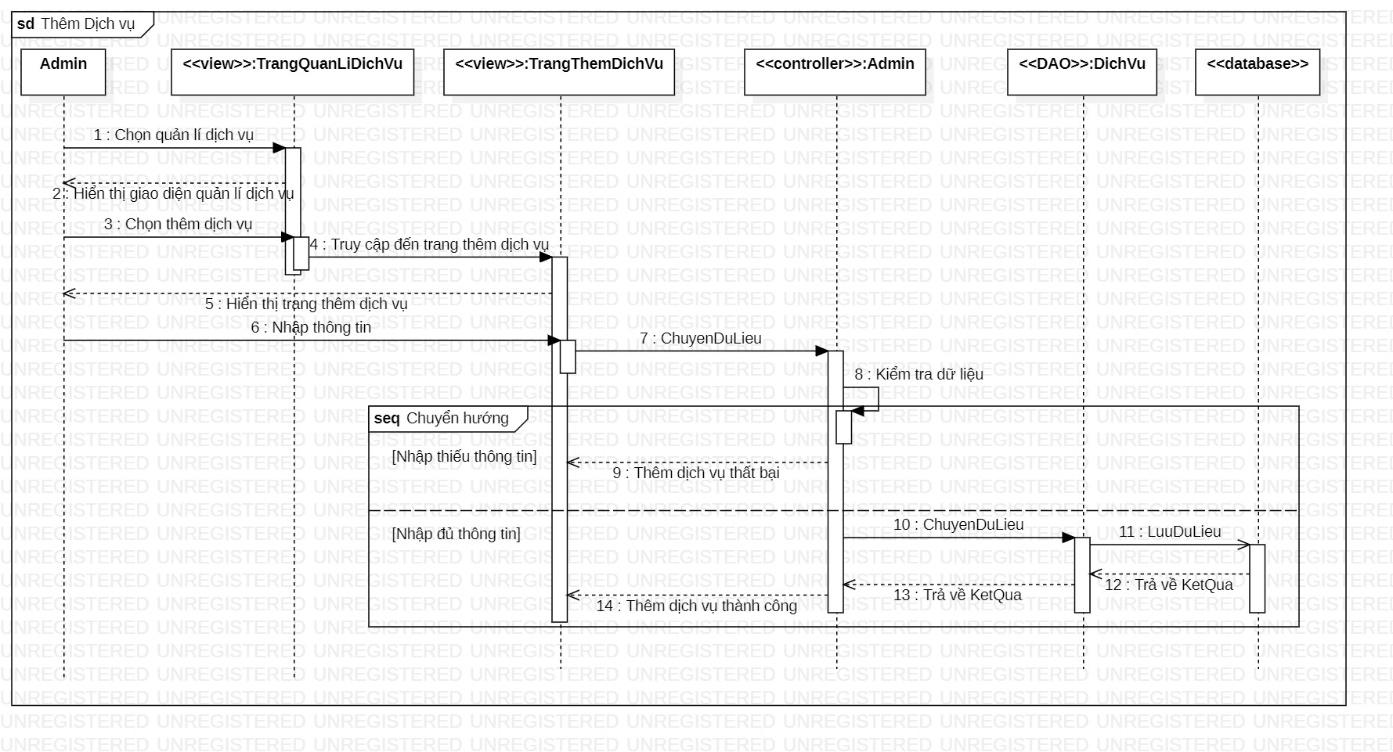 sd Thêm Dịch vụ
Admin
<<view>>:TrangQuanLiDichVu
<<view>>:TrangThemDichVu
<<controller>>:Admin
<<DAO>>:DichVu
<<database>>
1 : Chọn quản lí dịch vụ
2 : Hiển thị giao diện quản lí dịch vụ
3 : Chọn thêm dịch vụ
4 : Truy cập đến trang thêm dịch vụ
5 : Hiển thị trang thêm dịch vụ
6 : Nhập thông tin
7 : ChuyenDuLieu
8 : Kiểm tra dữ liệu
seq Chuyển hướng
[Nhập thiếu thông tin]
9 : Thêm dịch vụ thất bại
[Nhập đủ thông tin]
10 : ChuyenDuLieu
11 : LuuDuLieu
12 : Trả về KetQua
13 : Trả về KetQua
14 : Thêm dịch vụ thành công
UNREGISTERED